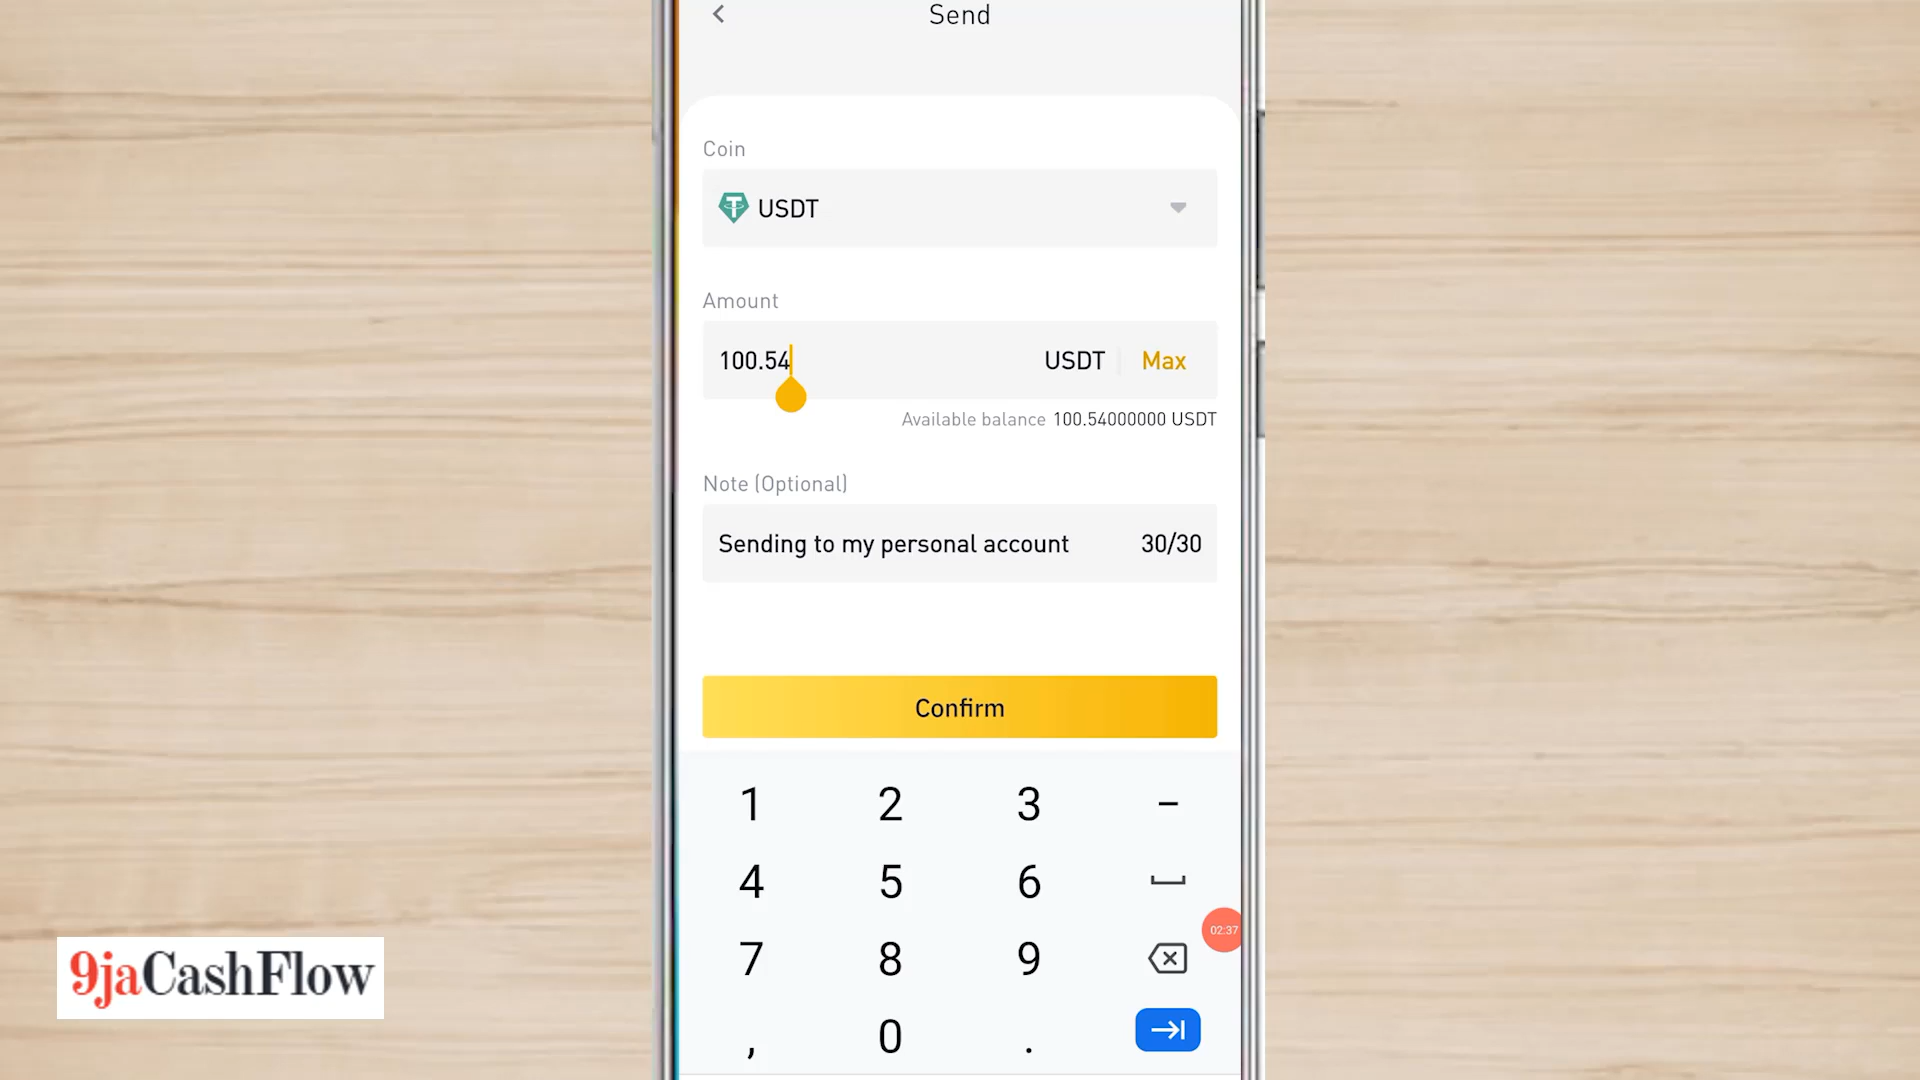 Send
Coin
USDT
Amount
100.54 USDT Max
Available balance 100.54000000 USDT
Note (Optional)
Sending to my personal account 30/30
Confirm
1 2 3 -
4 5 6
7 8 9
02:37
, 0 .
9jaCashFlow